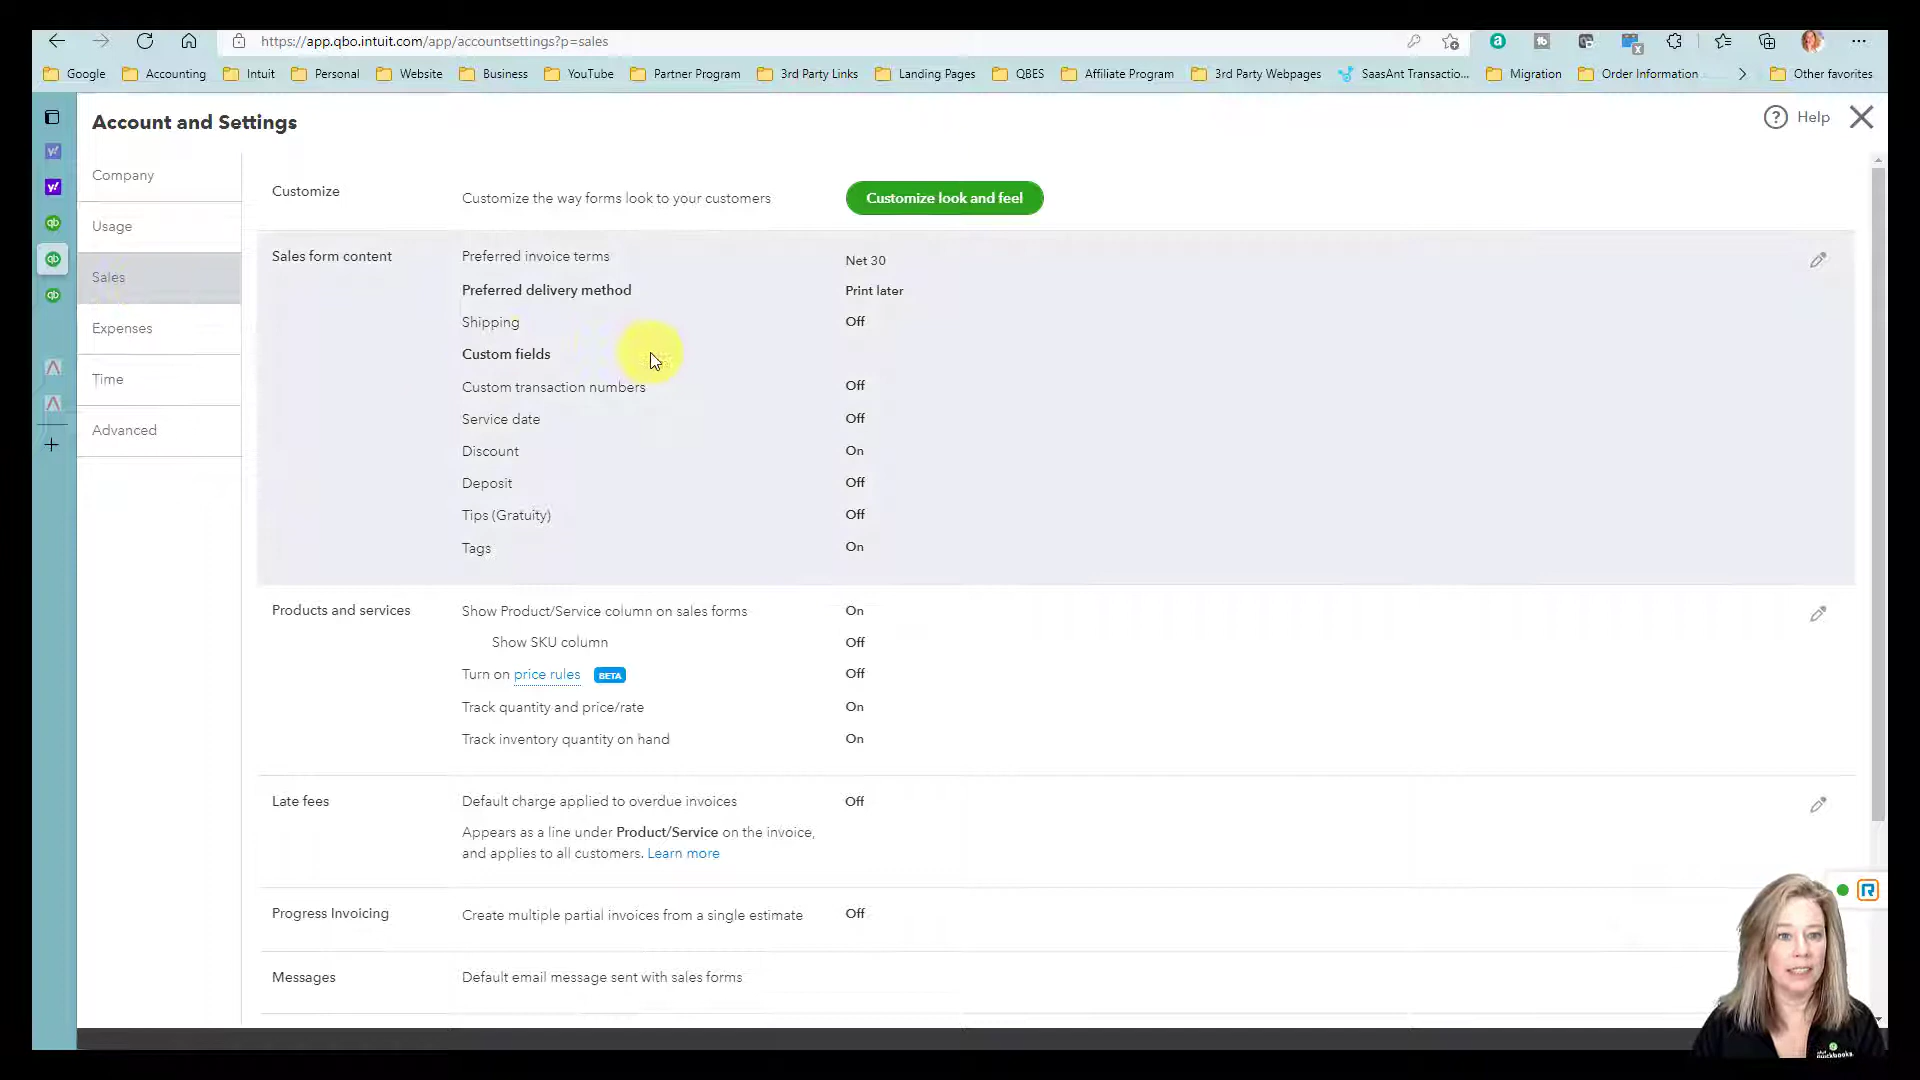 https://app.qbo.intuit.com/app/accountsettings?p=sales
Google Accounting Intuit Personal Website Business YouTube Partner Program 3rd Party Links Landing Pages QBES Affiliate Program 3rd Party Webpages SaasAnt Transactio... Migration Order Information Other favorites
Account and Settings
? Help
Company
Usage
Sales
Expenses
Time
Advanced
Customize Customize the way forms look to your customers Customize look and feel
Sales form content Preferred invoice terms Net 30
Preferred delivery method Print later
Shipping Off
Custom fields
Custom transaction numbers Off
Service date Off
Discount On
Deposit Off
Tips (Gratuity) Off
Tags On
Products and services Show Product/Service column on sales forms On
Show SKU column Off
Turn on price rules BETA Off
Track quantity and price/rate On
Track inventory quantity on hand On
Late fees Default charge applied to overdue invoices Off
Appears as a line under Product/Service on the invoice,
and applies to all customers. Learn more
Progress Invoicing Create multiple partial invoices from a single estimate Off
Messages Default email message sent with sales forms
y!
y!
qb
qb
qb
a
R
quickbooks.